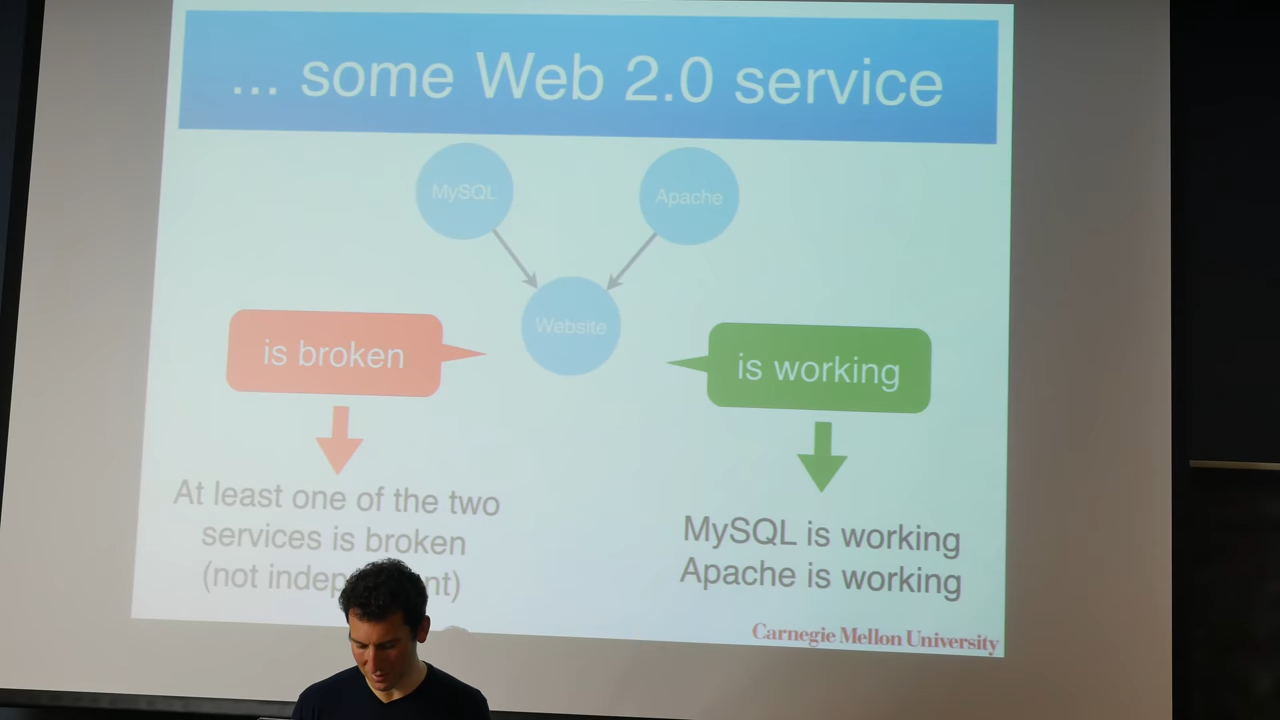 ... some Web 2.0 service
MySQL
Apache
Website
is broken
is working
At least one of the two
services is broken
(not
MySQL is working
Apache is working
Carnegie Mellon University